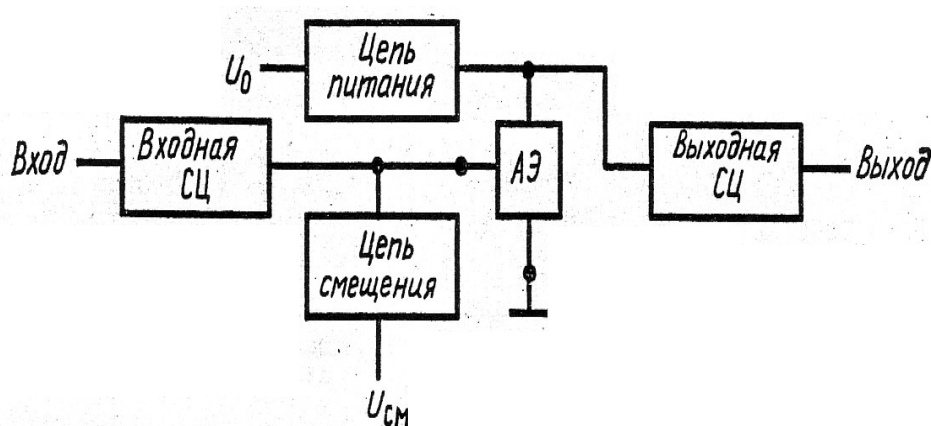 Цепь
питания
U₀
Вход
Входная
СЦ
АЭ
Выходная
СЦ
Выход
Цепь
смещения
Uсм